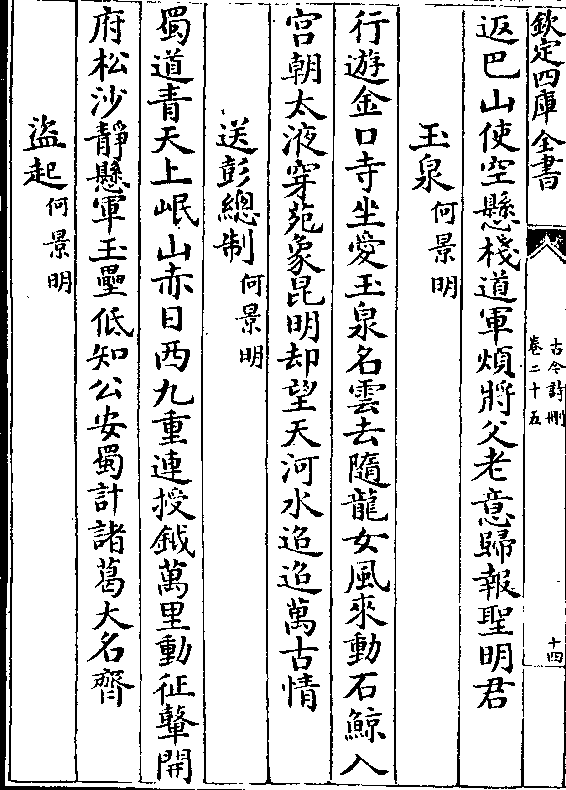 欽定四庫全書
古今詩刪
卷二十五
十四
返巴山使空懸棧道軍煩將父老意歸報聖明君
玉泉何景明
行遊金口寺坐愛玉泉名雲去隨龍女風來動石鯨入
宫朝太液穿苑象昆明却望天河水迢迢萬古情
送彭總制何景明
蜀道青天上岷山赤日西九重連授鉞萬里動征鼙開
府松沙靜懸軍玉壘低知公安蜀計諸葛大名齊
盜起何景明